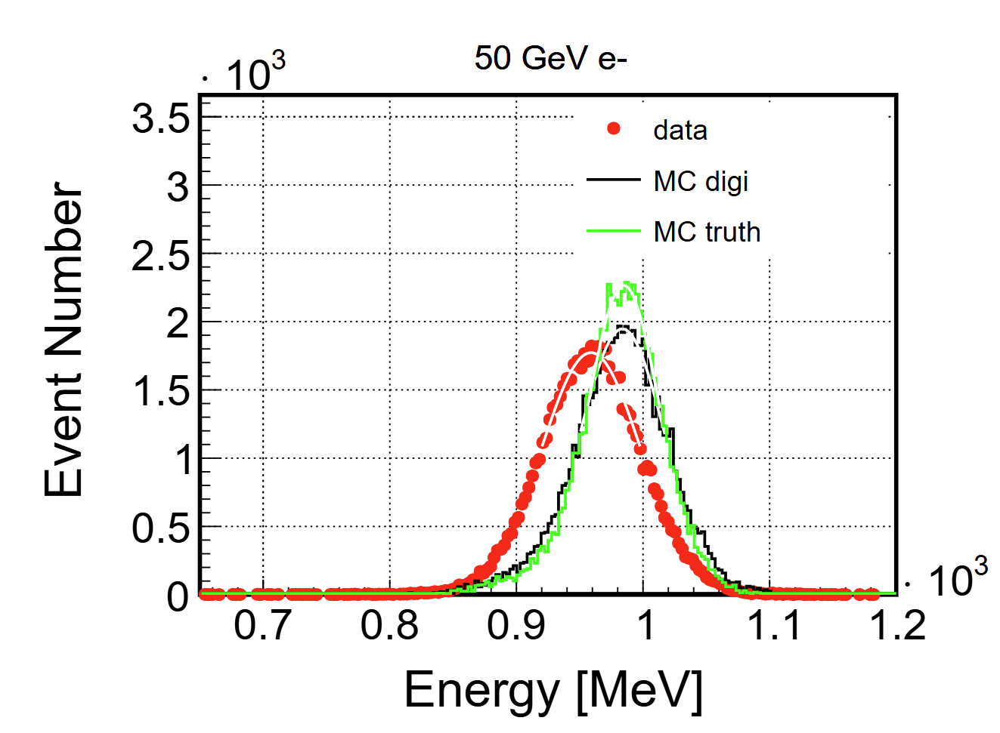 50 GeV e-
· 10³
3.5
3
2.5
2
1.5
1
0.5
0
Event Number
data
MC digi
MC truth
0.7 0.8 0.9 1 1.1 1.2
· 10³
Energy [MeV]